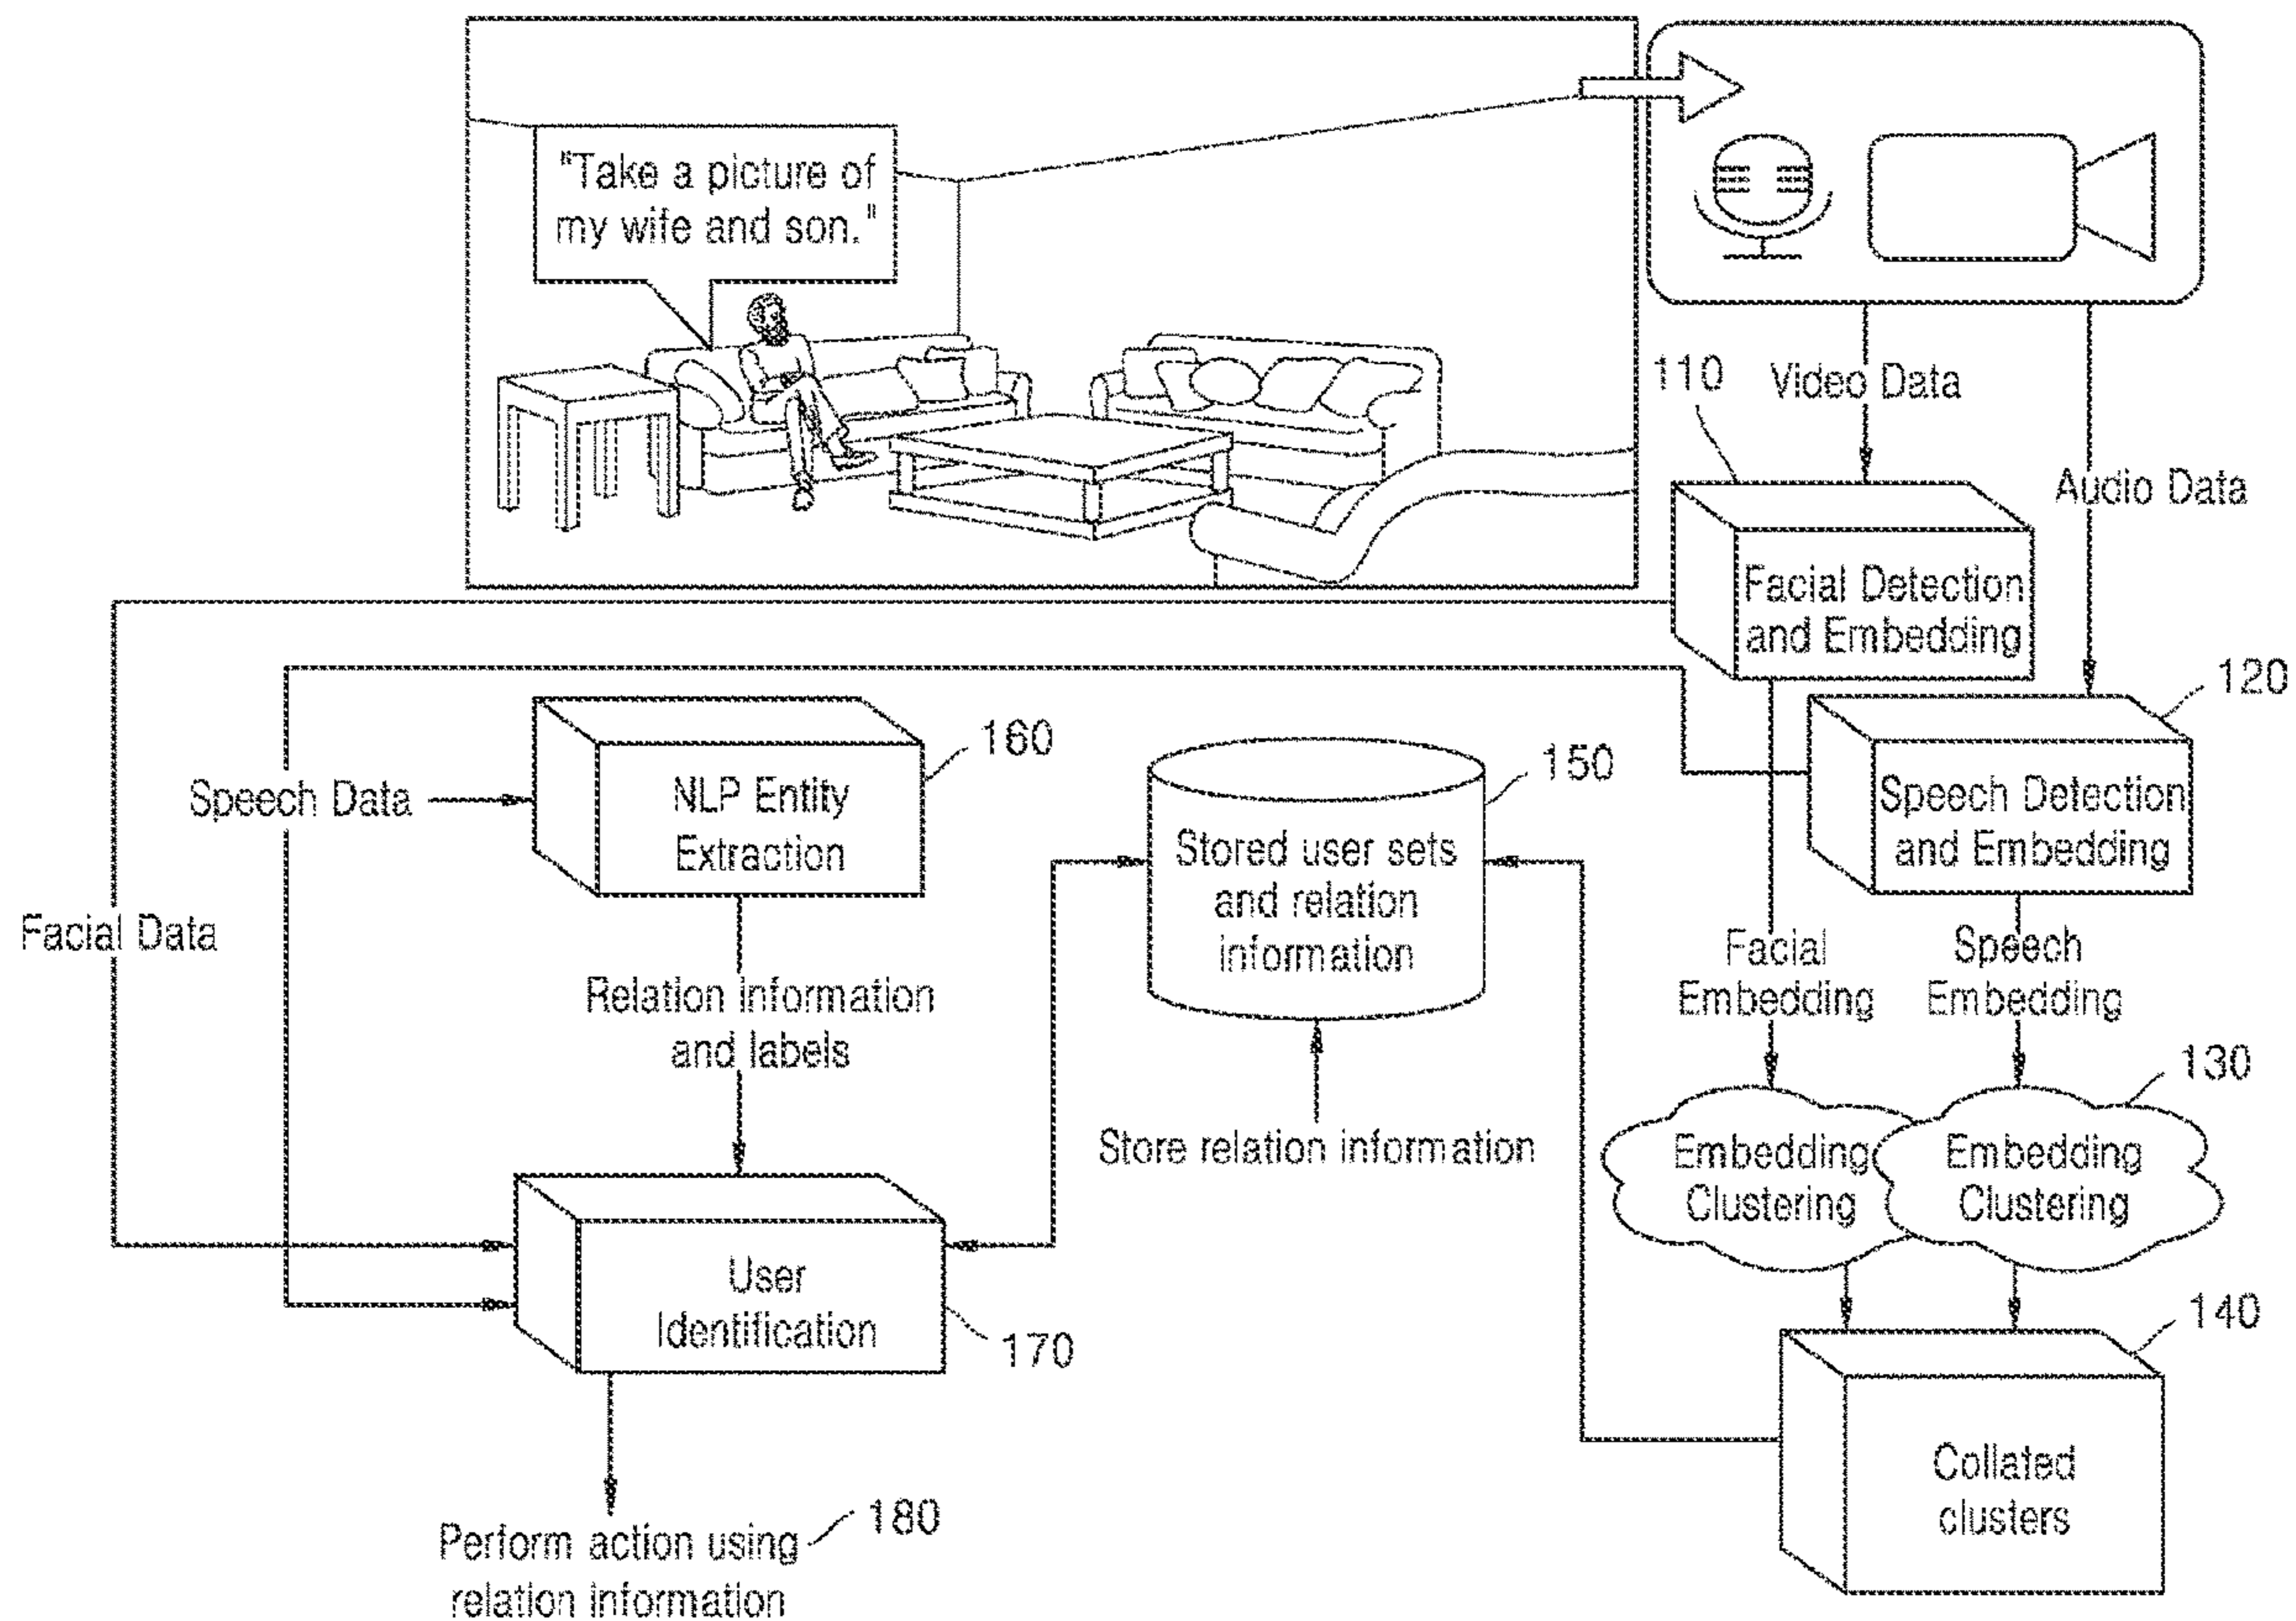 "Take a picture of
my wife and son."
110
Video Data
Audio Data
Facial Detection
and Embedding
120
Speech Detection
and Embedding
160
NLP Entity
Extraction
Speech Data
150
Stored user sets
and relation
information
Facial Data
Facial
Embedding
Speech
Embedding
Relation information
and labels
Store relation information
130
Embedding
Clustering
Embedding
Clustering
User
Identification
170
140
Collated
clusters
180
Perform action using
relation information